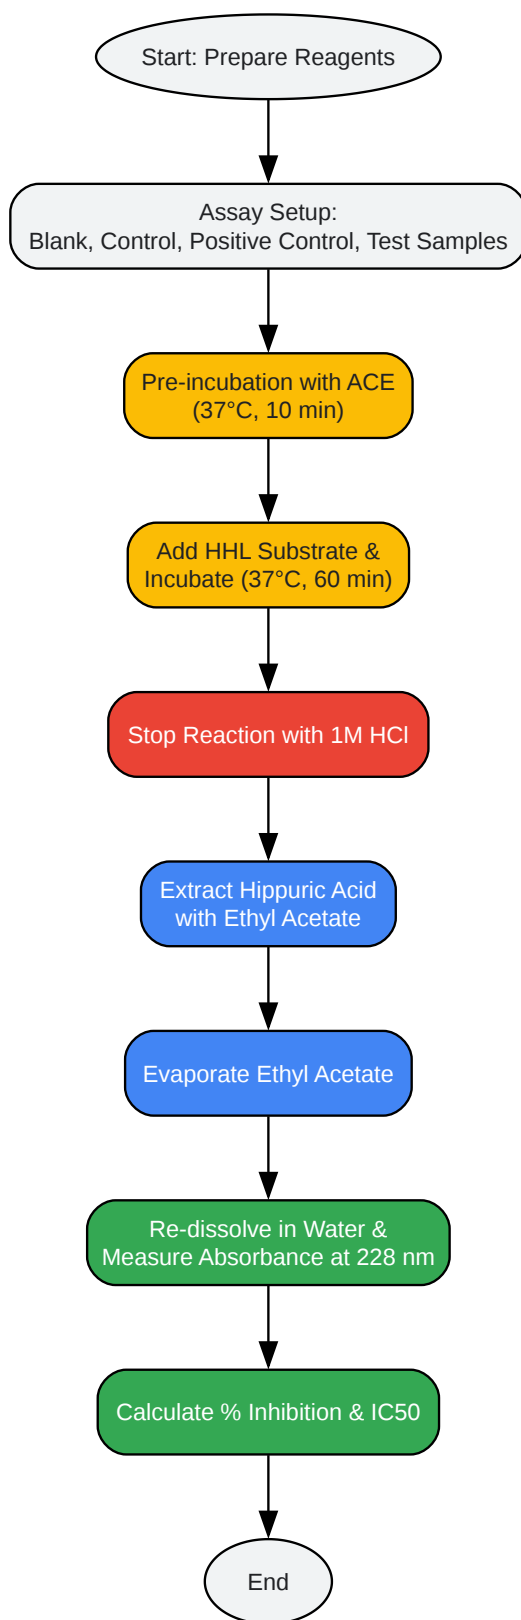 Start: Prepare Reagents
Assay Setup:
Blank, Control, Positive Control, Test Samples
Pre-incubation with ACE
(37°C, 10 min)
Add HHL Substrate &
Incubate (37°C, 60 min)
Stop Reaction with 1M HCl
Extract Hippuric Acid
with Ethyl Acetate
Evaporate Ethyl Acetate
Re-dissolve in Water &
Measure Absorbance at 228 nm
Calculate % Inhibition & IC50
End